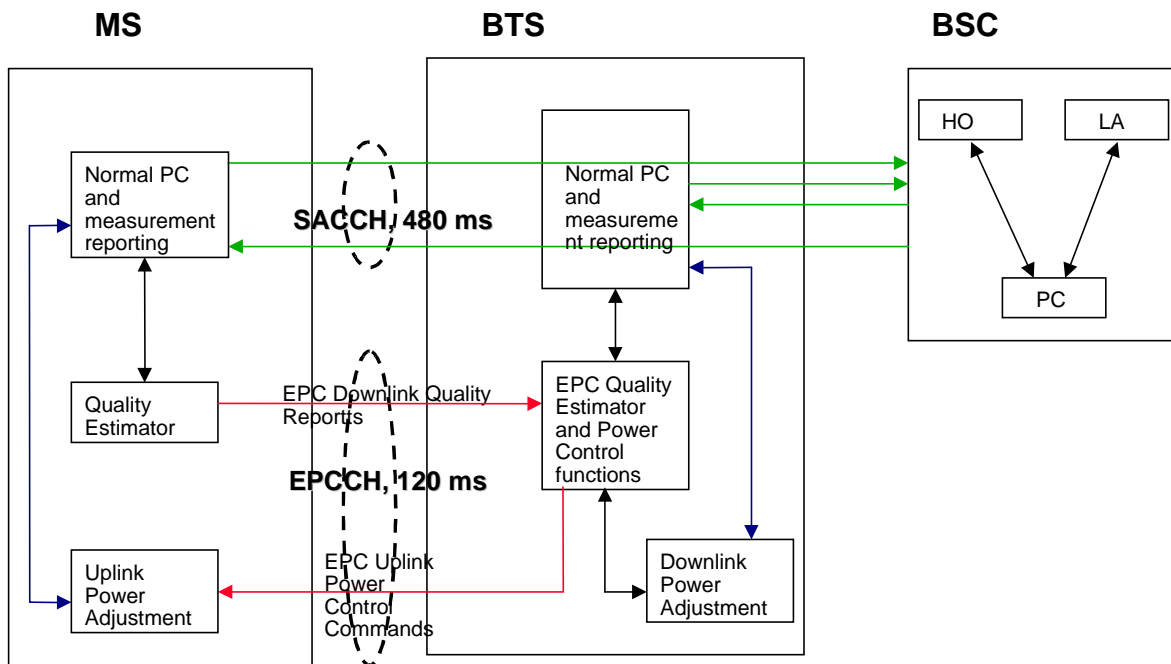 MS
BTS
BSC
HO
LA
Normal PC
and
measurement
reporting
Normal PC
and
measureme
nt reporting
SACCH, 480 ms
PC
EPC Downlink Quality
Reportts
Quality
Estimator
EPC Quality
Estimator
and Power
Control
functions
EPCCH, 120 ms
EPC Uplink
Power
Control
Commands
Uplink
Power
Adjustment
Downlink
Power
Adjustment